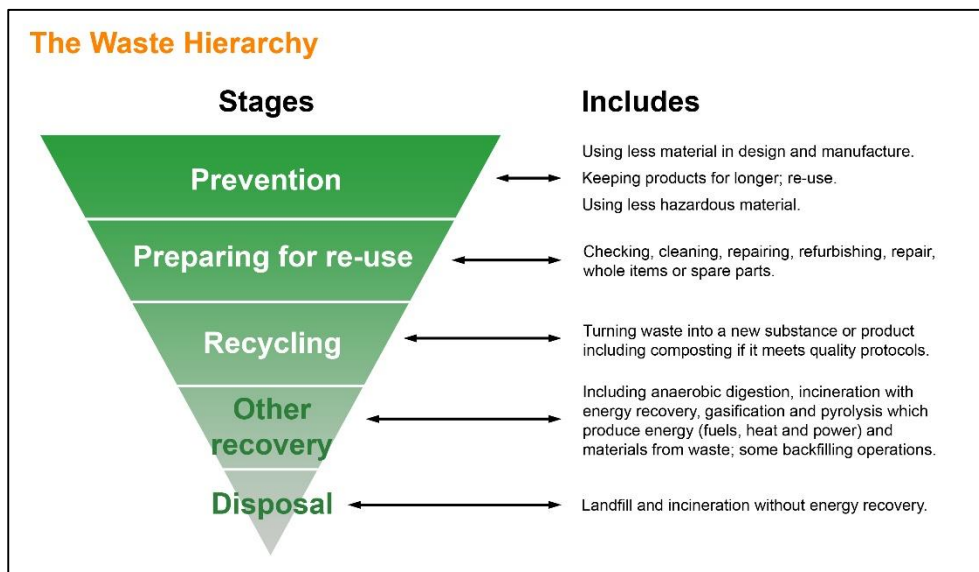 The Waste Hierarchy
Stages
Includes
Prevention
Using less material in design and manufacture.
Keeping products for longer; re-use.
Using less hazardous material.
Preparing for re-use
Checking, cleaning, repairing, refurbishing, repair,
whole items or spare parts.
Recycling
Turning waste into a new substance or product
including composting if it meets quality protocols.
Other
recovery
Including anaerobic digestion, incineration with
energy recovery, gasification and pyrolysis which
produce energy (fuels, heat and power) and
materials from waste; some backfilling operations.
Disposal
Landfill and incineration without energy recovery.